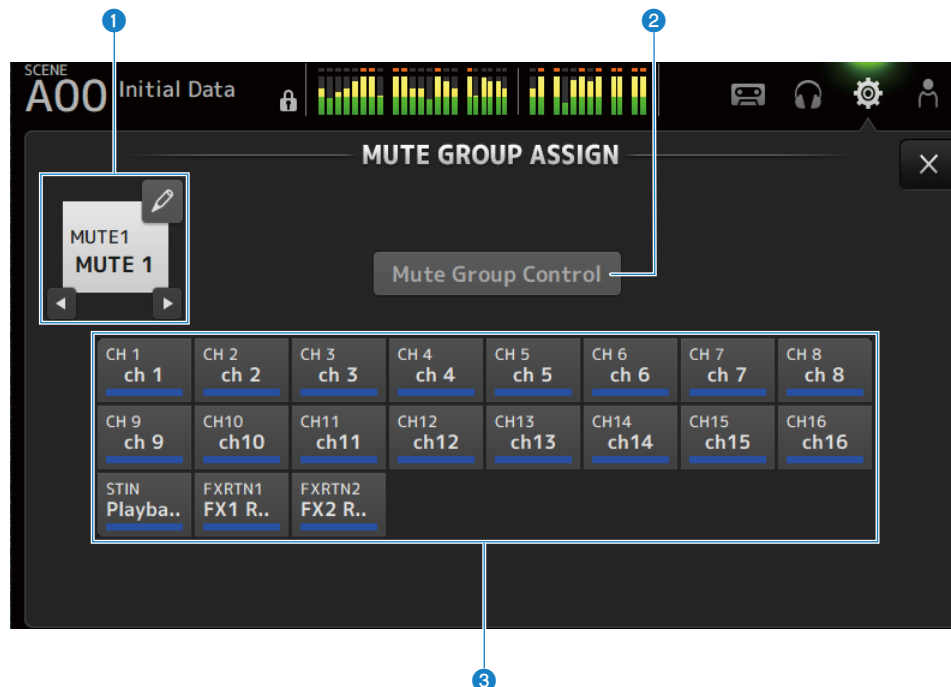 1 2
SCENE
A00 Initial Data
MUTE GROUP ASSIGN
MUTE1
MUTE 1
Mute Group Control
CH 1 CH 2 CH 3 CH 4 CH 5 CH 6 CH 7 CH 8
ch 1 ch 2 ch 3 ch 4 ch 5 ch 6 ch 7 ch 8
CH 9 CH10 CH11 CH12 CH13 CH14 CH15 CH16
ch 9 ch10 ch11 ch12 ch13 ch14 ch15 ch16
STIN FXRTN1 FXRTN2
Playba.. FX1 R.. FX2 R..
3